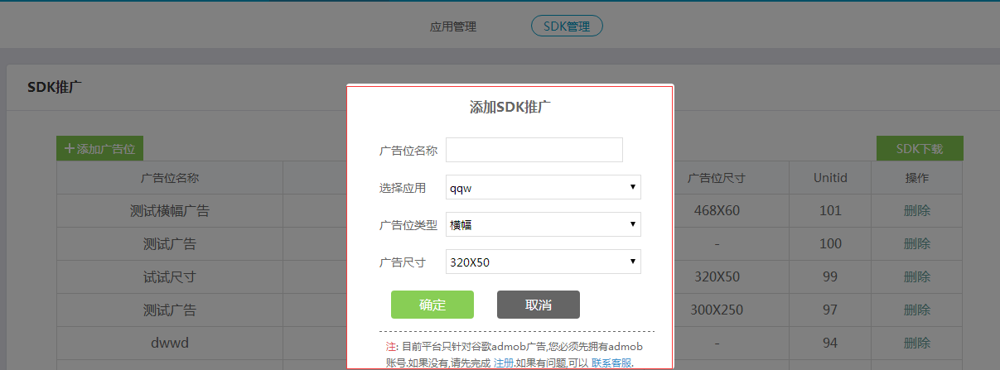 应用管理 SDK管理
SDK推广
添加SDK推广
+添加广告位 SDK下载
广告位名称
选择应用 qqw
广告位类型 横幅
广告尺寸 320X50
确定 取消
注: 目前平台只针对谷歌admob广告,您必须先拥有admob
账号.如果没有,请先完成 注册.如果有问题,可以 联系客服.
广告位名称 广告位尺寸 Unitid 操作
测试横幅广告 468X60 101 删除
测试广告 - 100 删除
试试尺寸 320X50 99 删除
测试广告 300X250 97 删除
dwwd - 94 删除